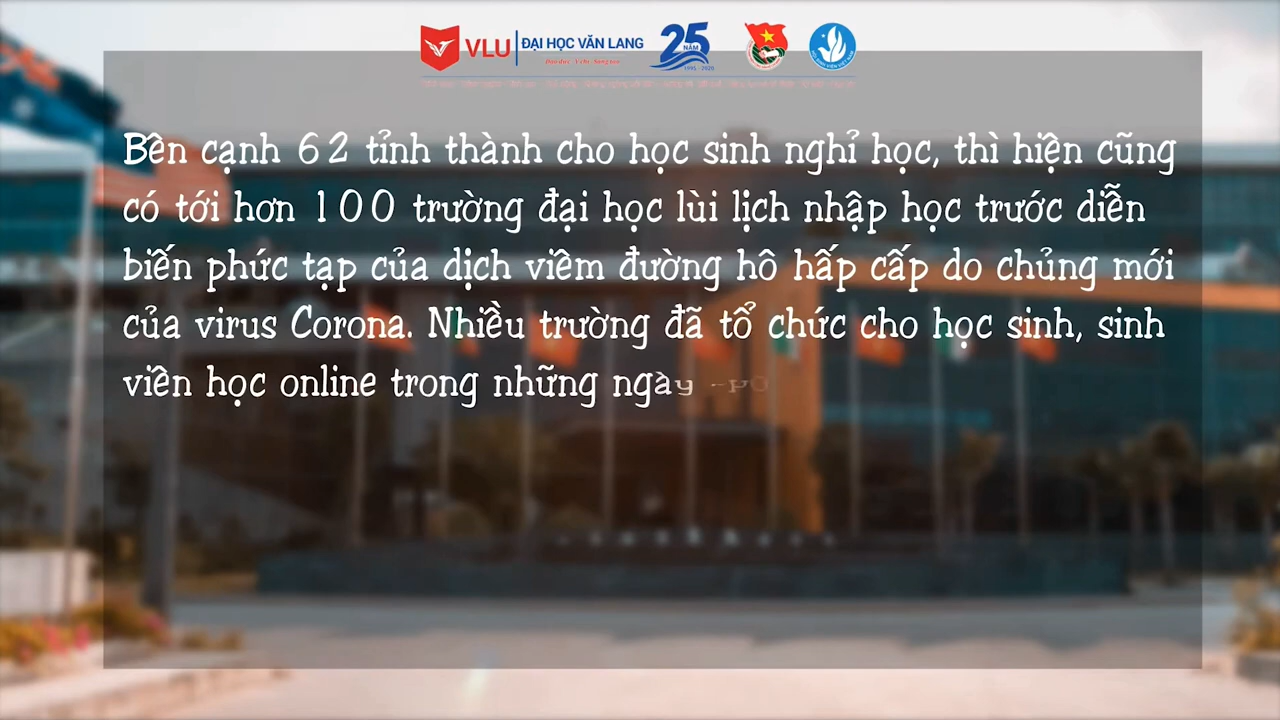 VLU ĐẠI HỌC VĂN LANG 25 NĂM 1995 - 2020
Bên cạnh 62 tỉnh thành cho học sinh nghỉ học, thì hiện cũng
có tới hơn 100 trường đại học lùi lịch nhập học trước diễn
biến phức tạp của dịch viêm đường hô hấp cấp do chủng mới
của virus Corona. Nhiều trường đã tổ chức cho học sinh, sinh
viên học online trong những ngày